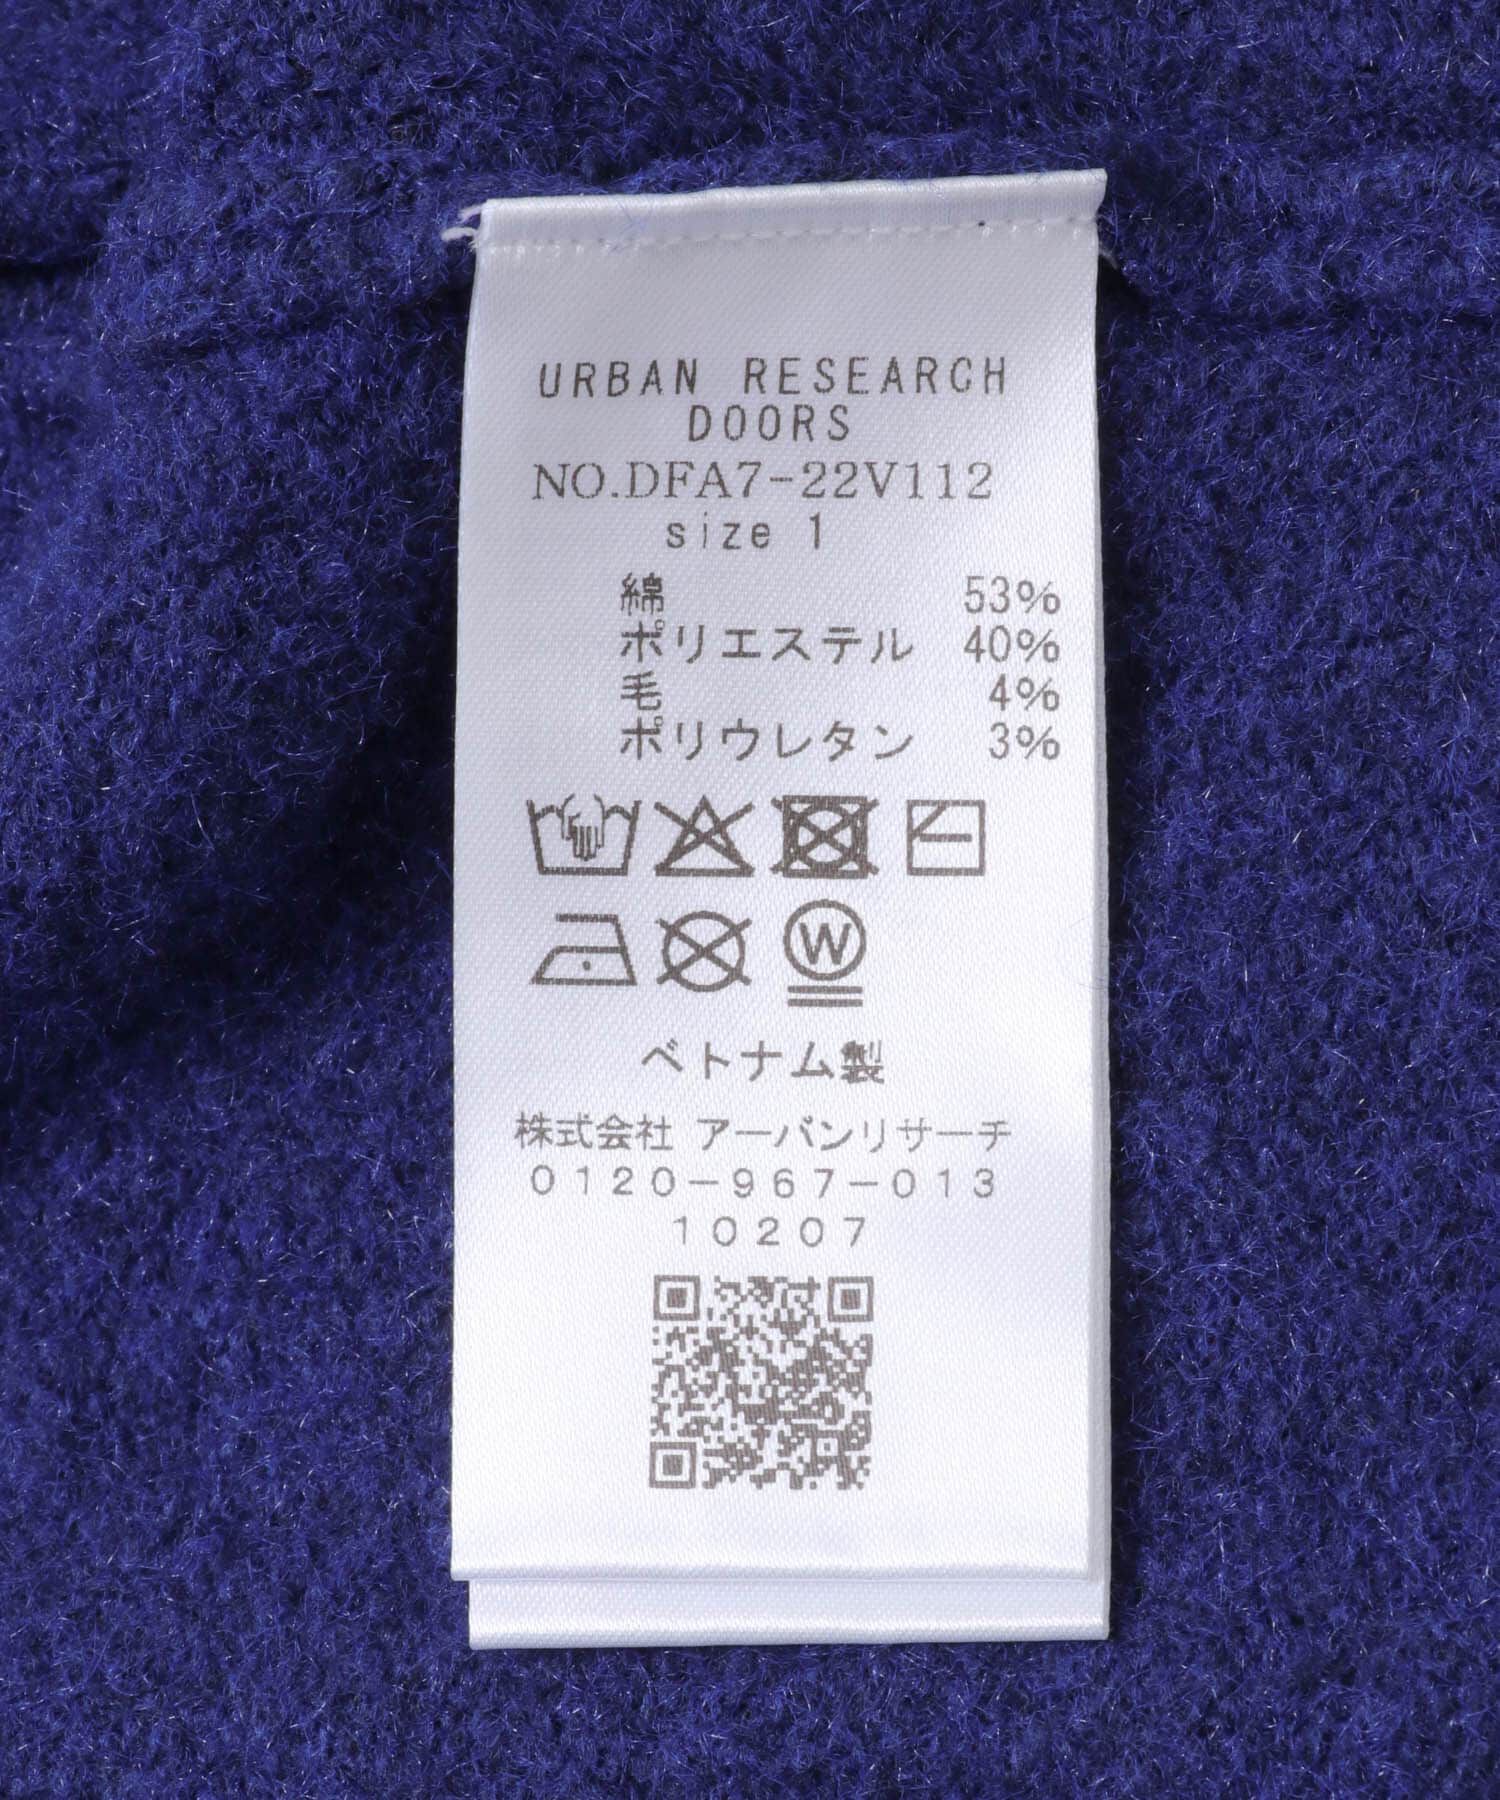 URBAN RESEARCH
DOORS
NO.DFA7-22V112
size 1
綿 53%
ポリエステル 40%
毛 4%
ポリウレタン 3%
W
ベトナム製
株式会社 アーバンリサーチ
0120-967-013
10207